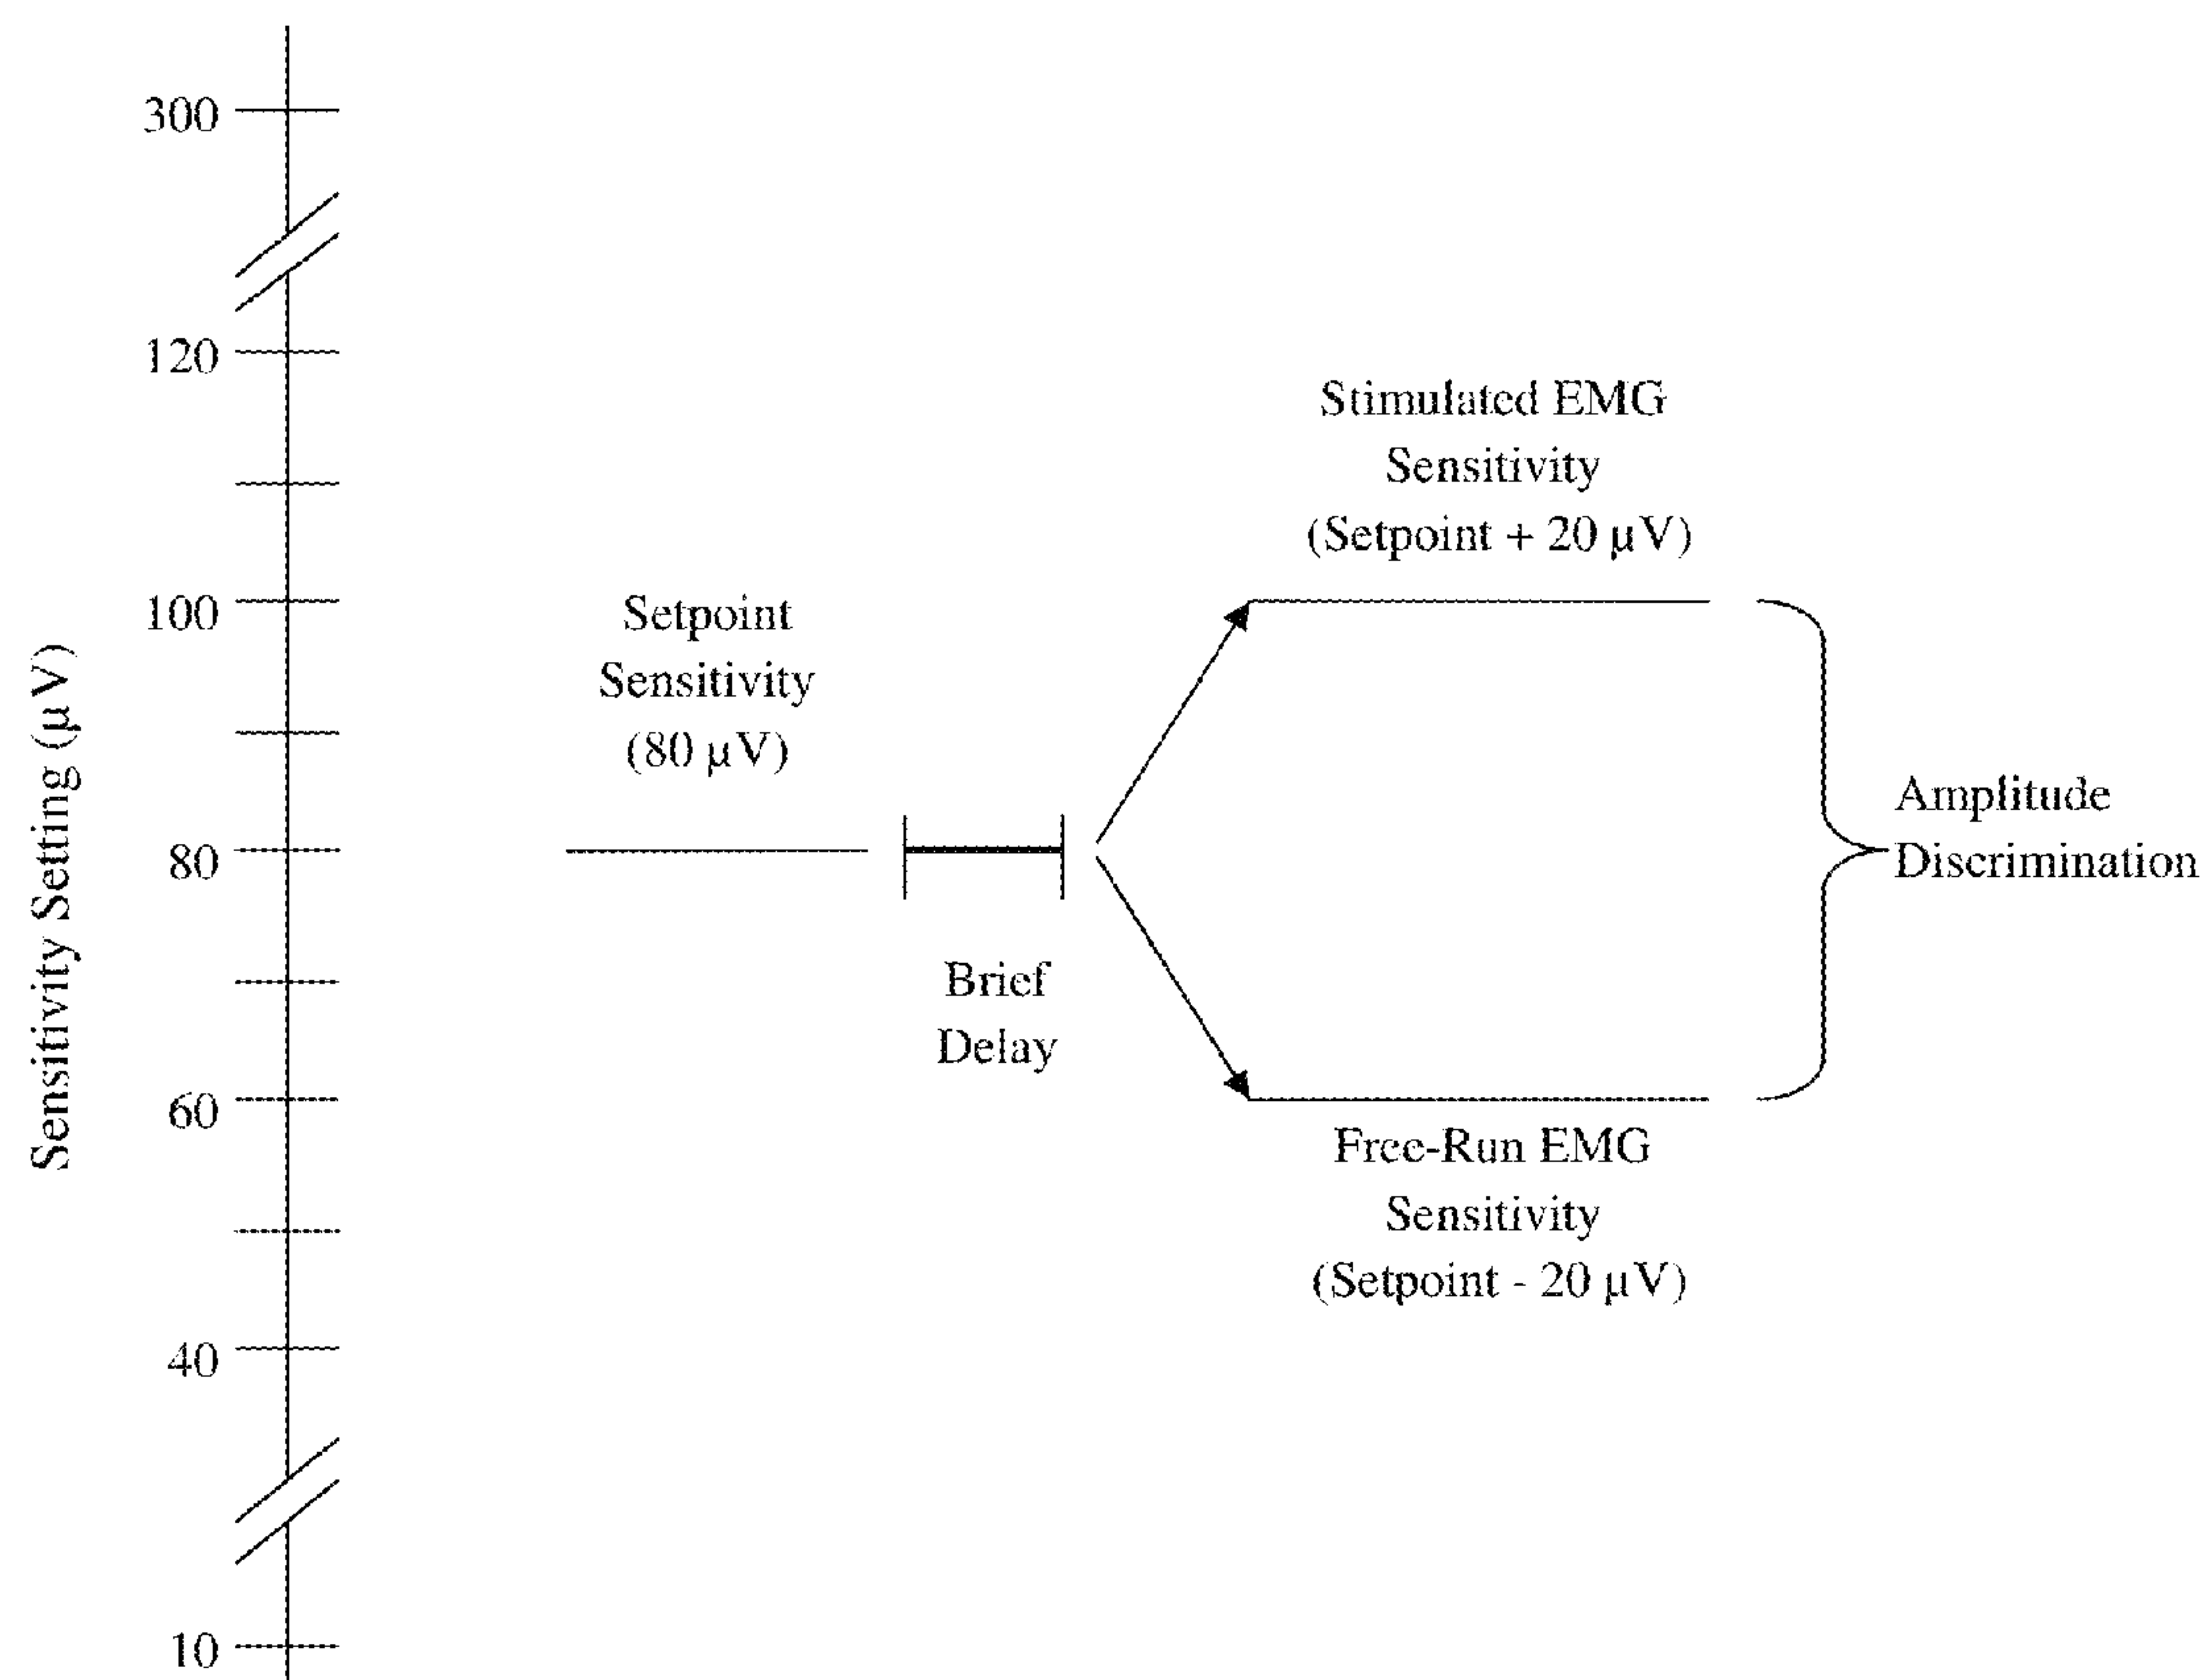 300
120
100
80
60
40
10
Sensitivity Setting (μV)
Setpoint
Sensitivity
(80 μV)
Brief
Delay
Stimulated EMG
Sensitivity
(Setpoint + 20 μV)
Free-Run EMG
Sensitivity
(Setpoint - 20 μV)
Amplitude
Discrimination